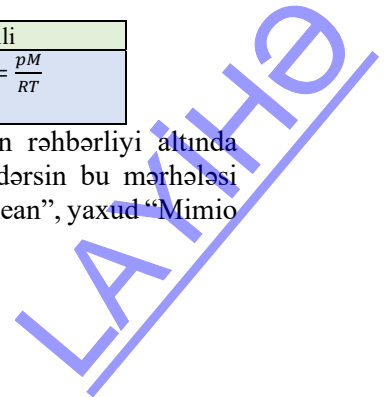 li
= pM/RT
n rəhbərliyi altında
dərsin bu mərhələsi
ean”, yaxud “Mimio
LAYİHƏ